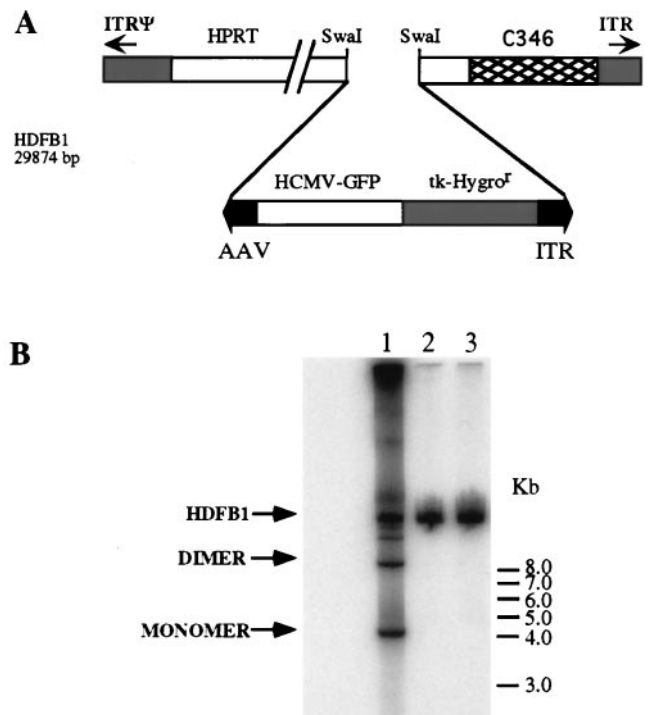 A
ITRΨ HPRT SwaI SwaI C346 ITR
HDFB1
29874 bp
HCMV-GFP tk-Hygroʳ
AAV ITR
B
1 2 3
Kb
HDFB1
DIMER
8.0
7.0
6.0
5.0
MONOMER
4.0
3.0